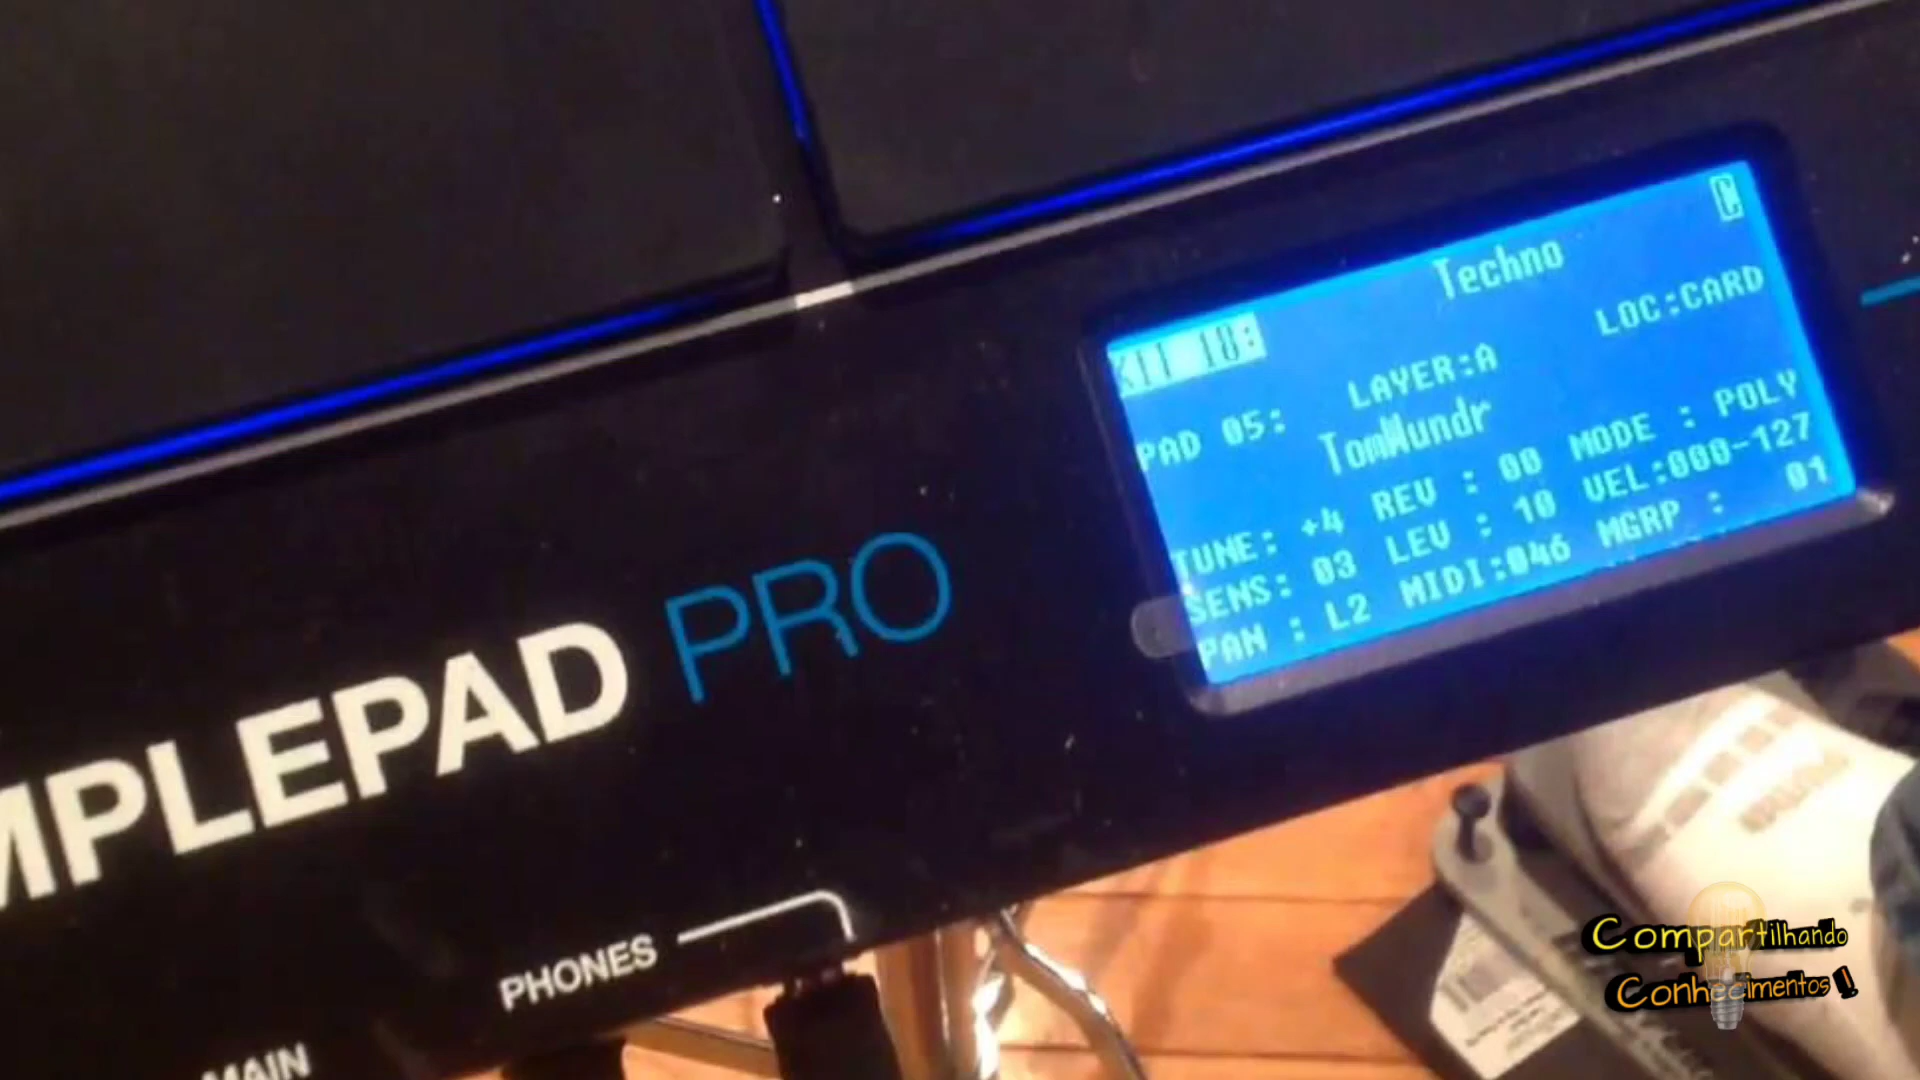 C
KIT 18: Techno
LOC:CARD
PAD 05: LAYER:A
TomWundr
TUNE: +4 REV : 00 MODE : POLY
SENS: 03 LEV : 10 VEL:000-127
PAN : L2 MIDI:046 MGRP : 01
MPLEPAD PRO
PHONES
MAIN
Compartilhando
Conhecimentos!